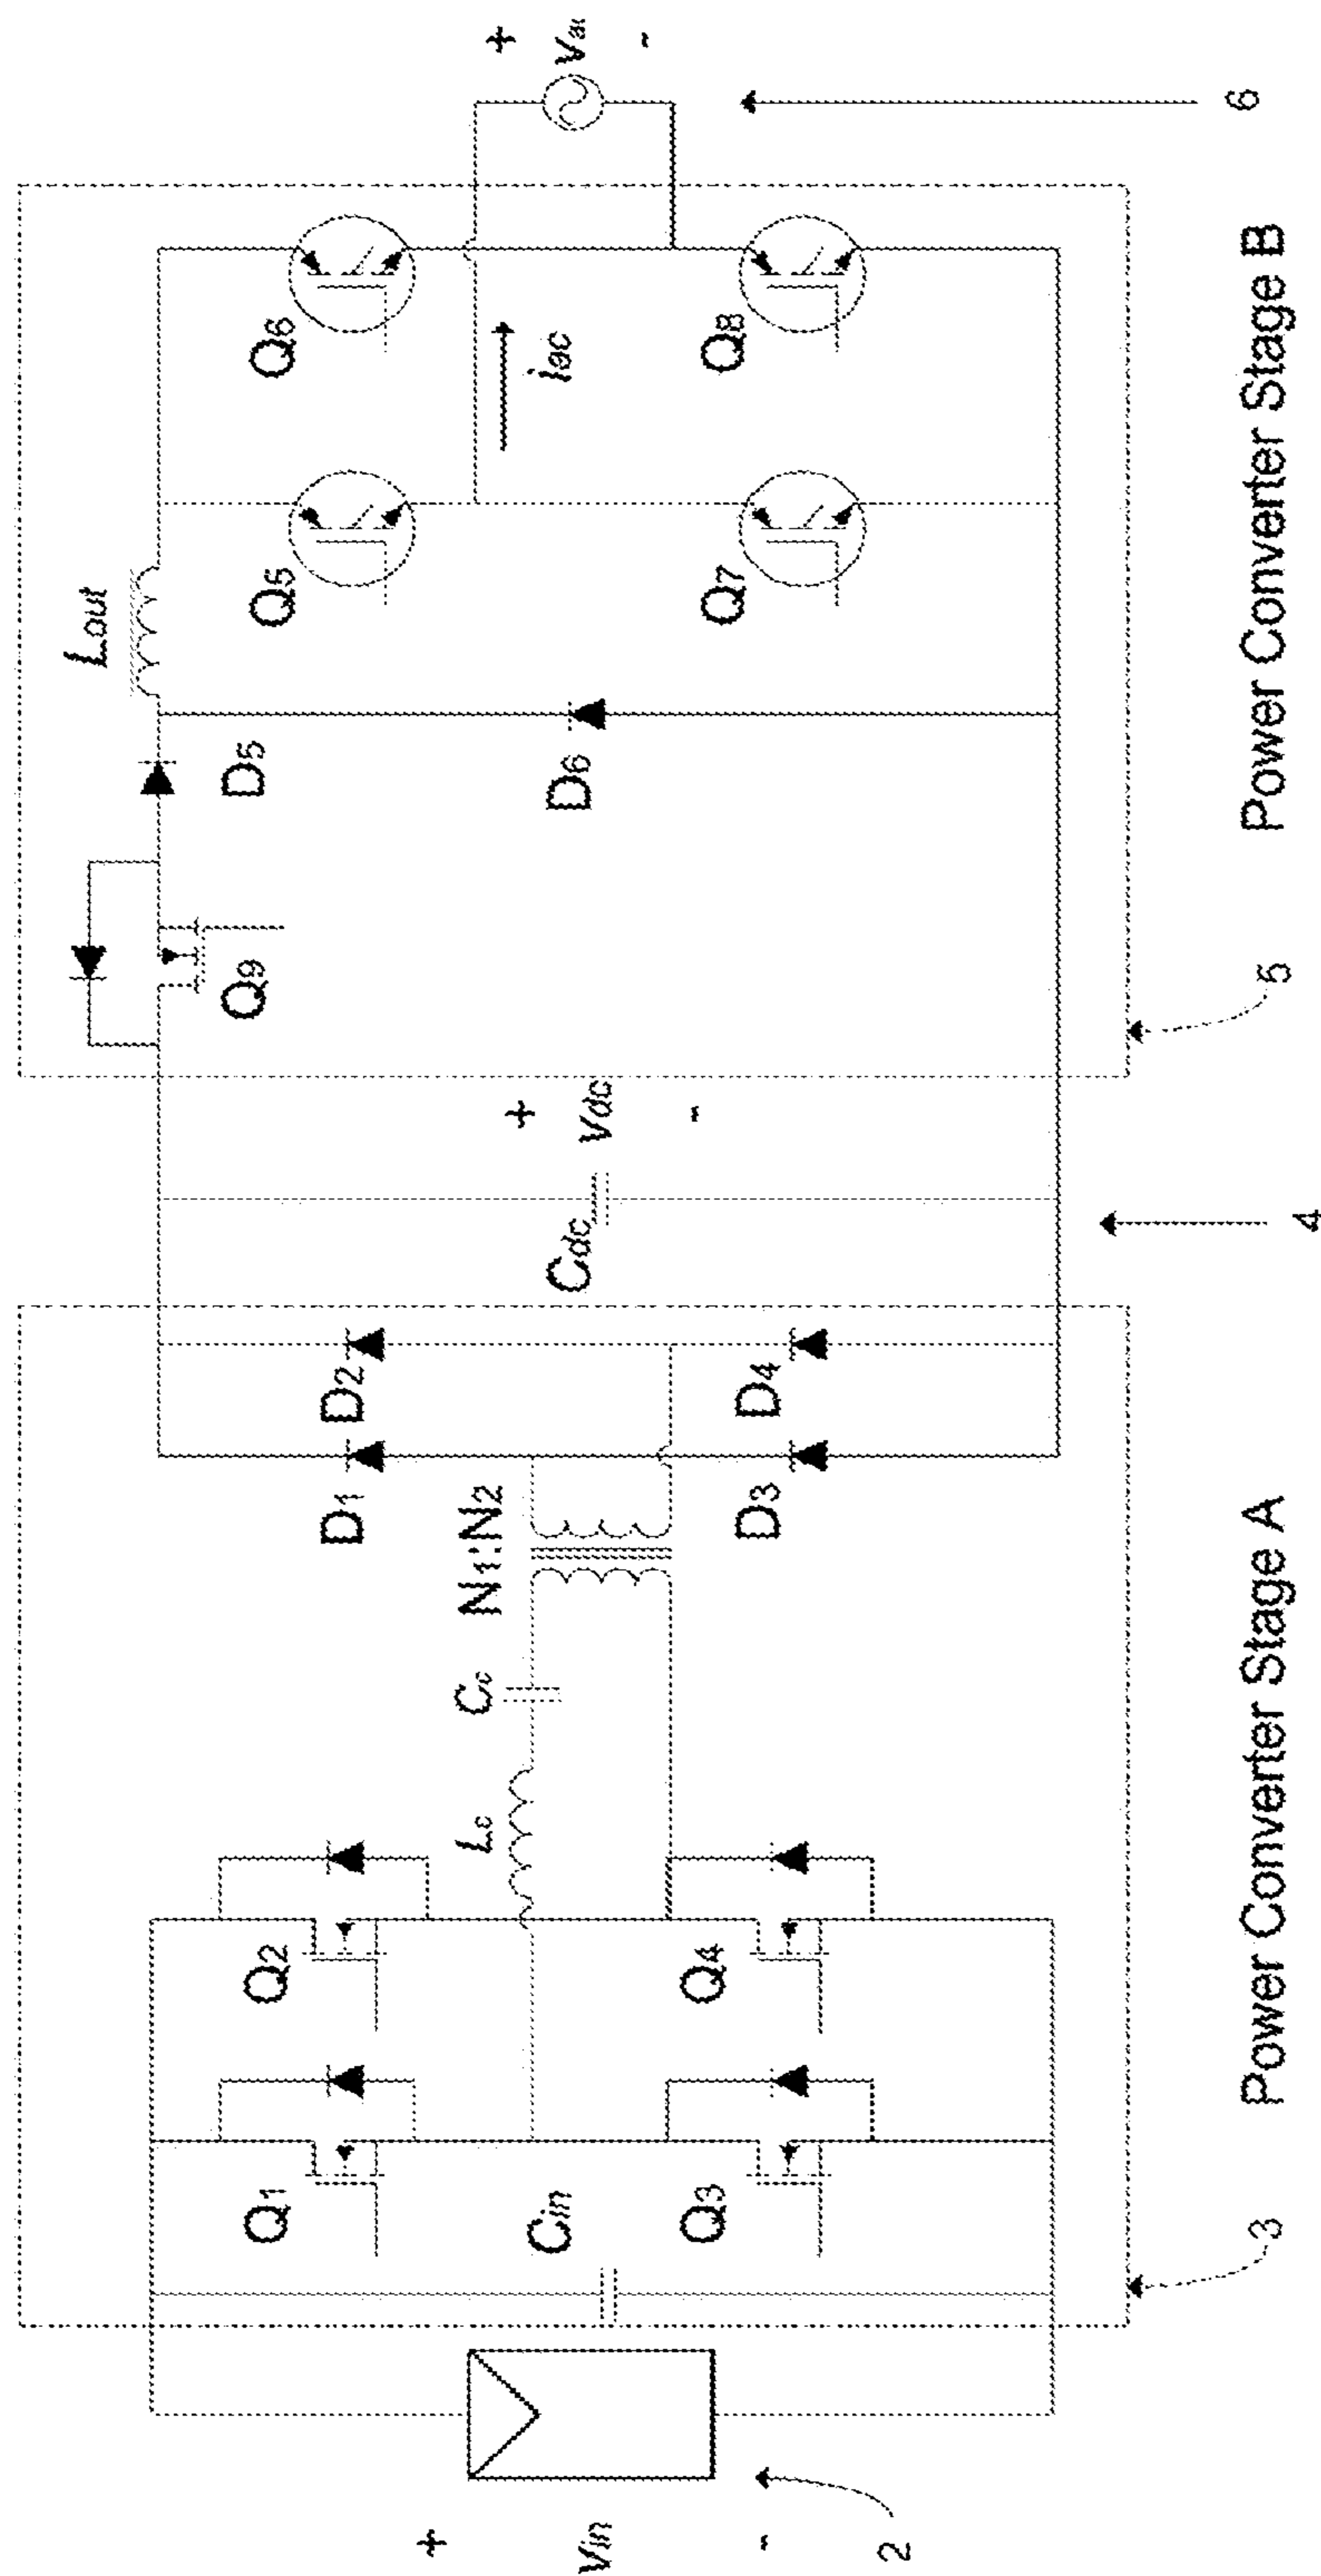 +
Vin
-
2
Cin
Q1
Q2
Q3
Q4
Lc
Cc
N1:N2
D1
D2
D3
D4
3
Power Converter Stage A
Cdc
+
Vdc
-
4
Q9
D5
D6
Lout
Q5
Q6
Q7
Q8
iac
5
Power Converter Stage B
+
Vac
-
6